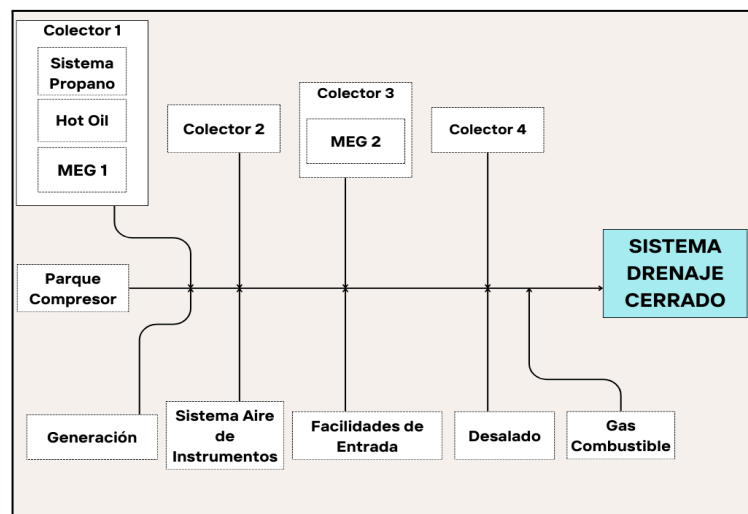 Colector 1
Sistema
Propano
Hot Oil
MEG 1
Colector 2
Colector 3
MEG 2
Colector 4
Parque
Compresor
SISTEMA
DRENAJE
CERRADO
Generación
Sistema Aire
de
Instrumentos
Facilidades de
Entrada
Desalado
Gas
Combustible